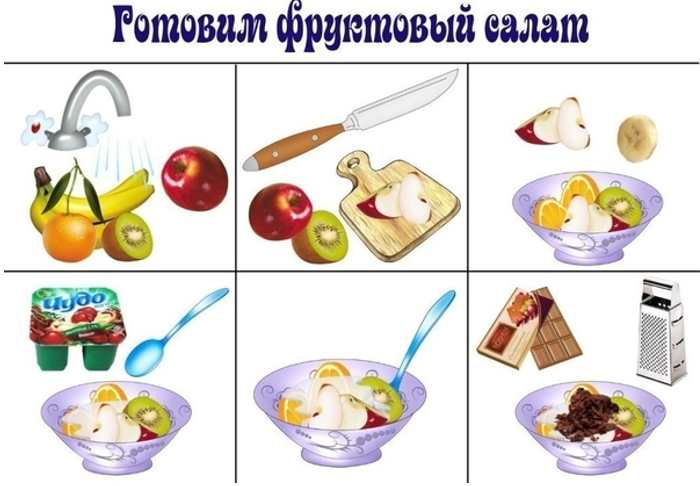 Готовим фруктовый салат
Чудо